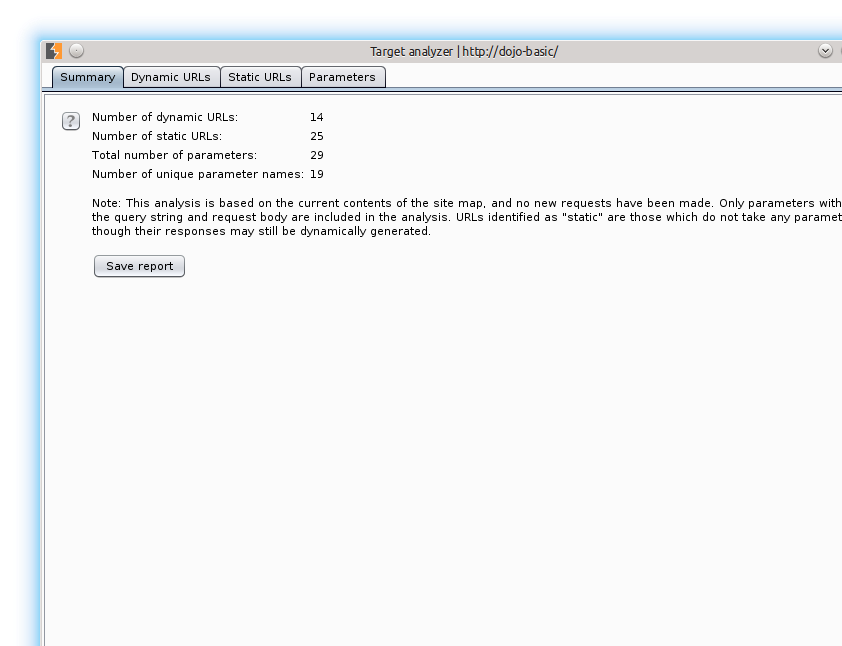 Target analyzer | http://dojo-basic/
Summary
Dynamic URLs
Static URLs
Parameters
?
Number of dynamic URLs: 14
Number of static URLs: 25
Total number of parameters: 29
Number of unique parameter names: 19
Note: This analysis is based on the current contents of the site map, and no new requests have been made. Only parameters with
the query string and request body are included in the analysis. URLs identified as "static" are those which do not take any paramet
though their responses may still be dynamically generated.
Save report